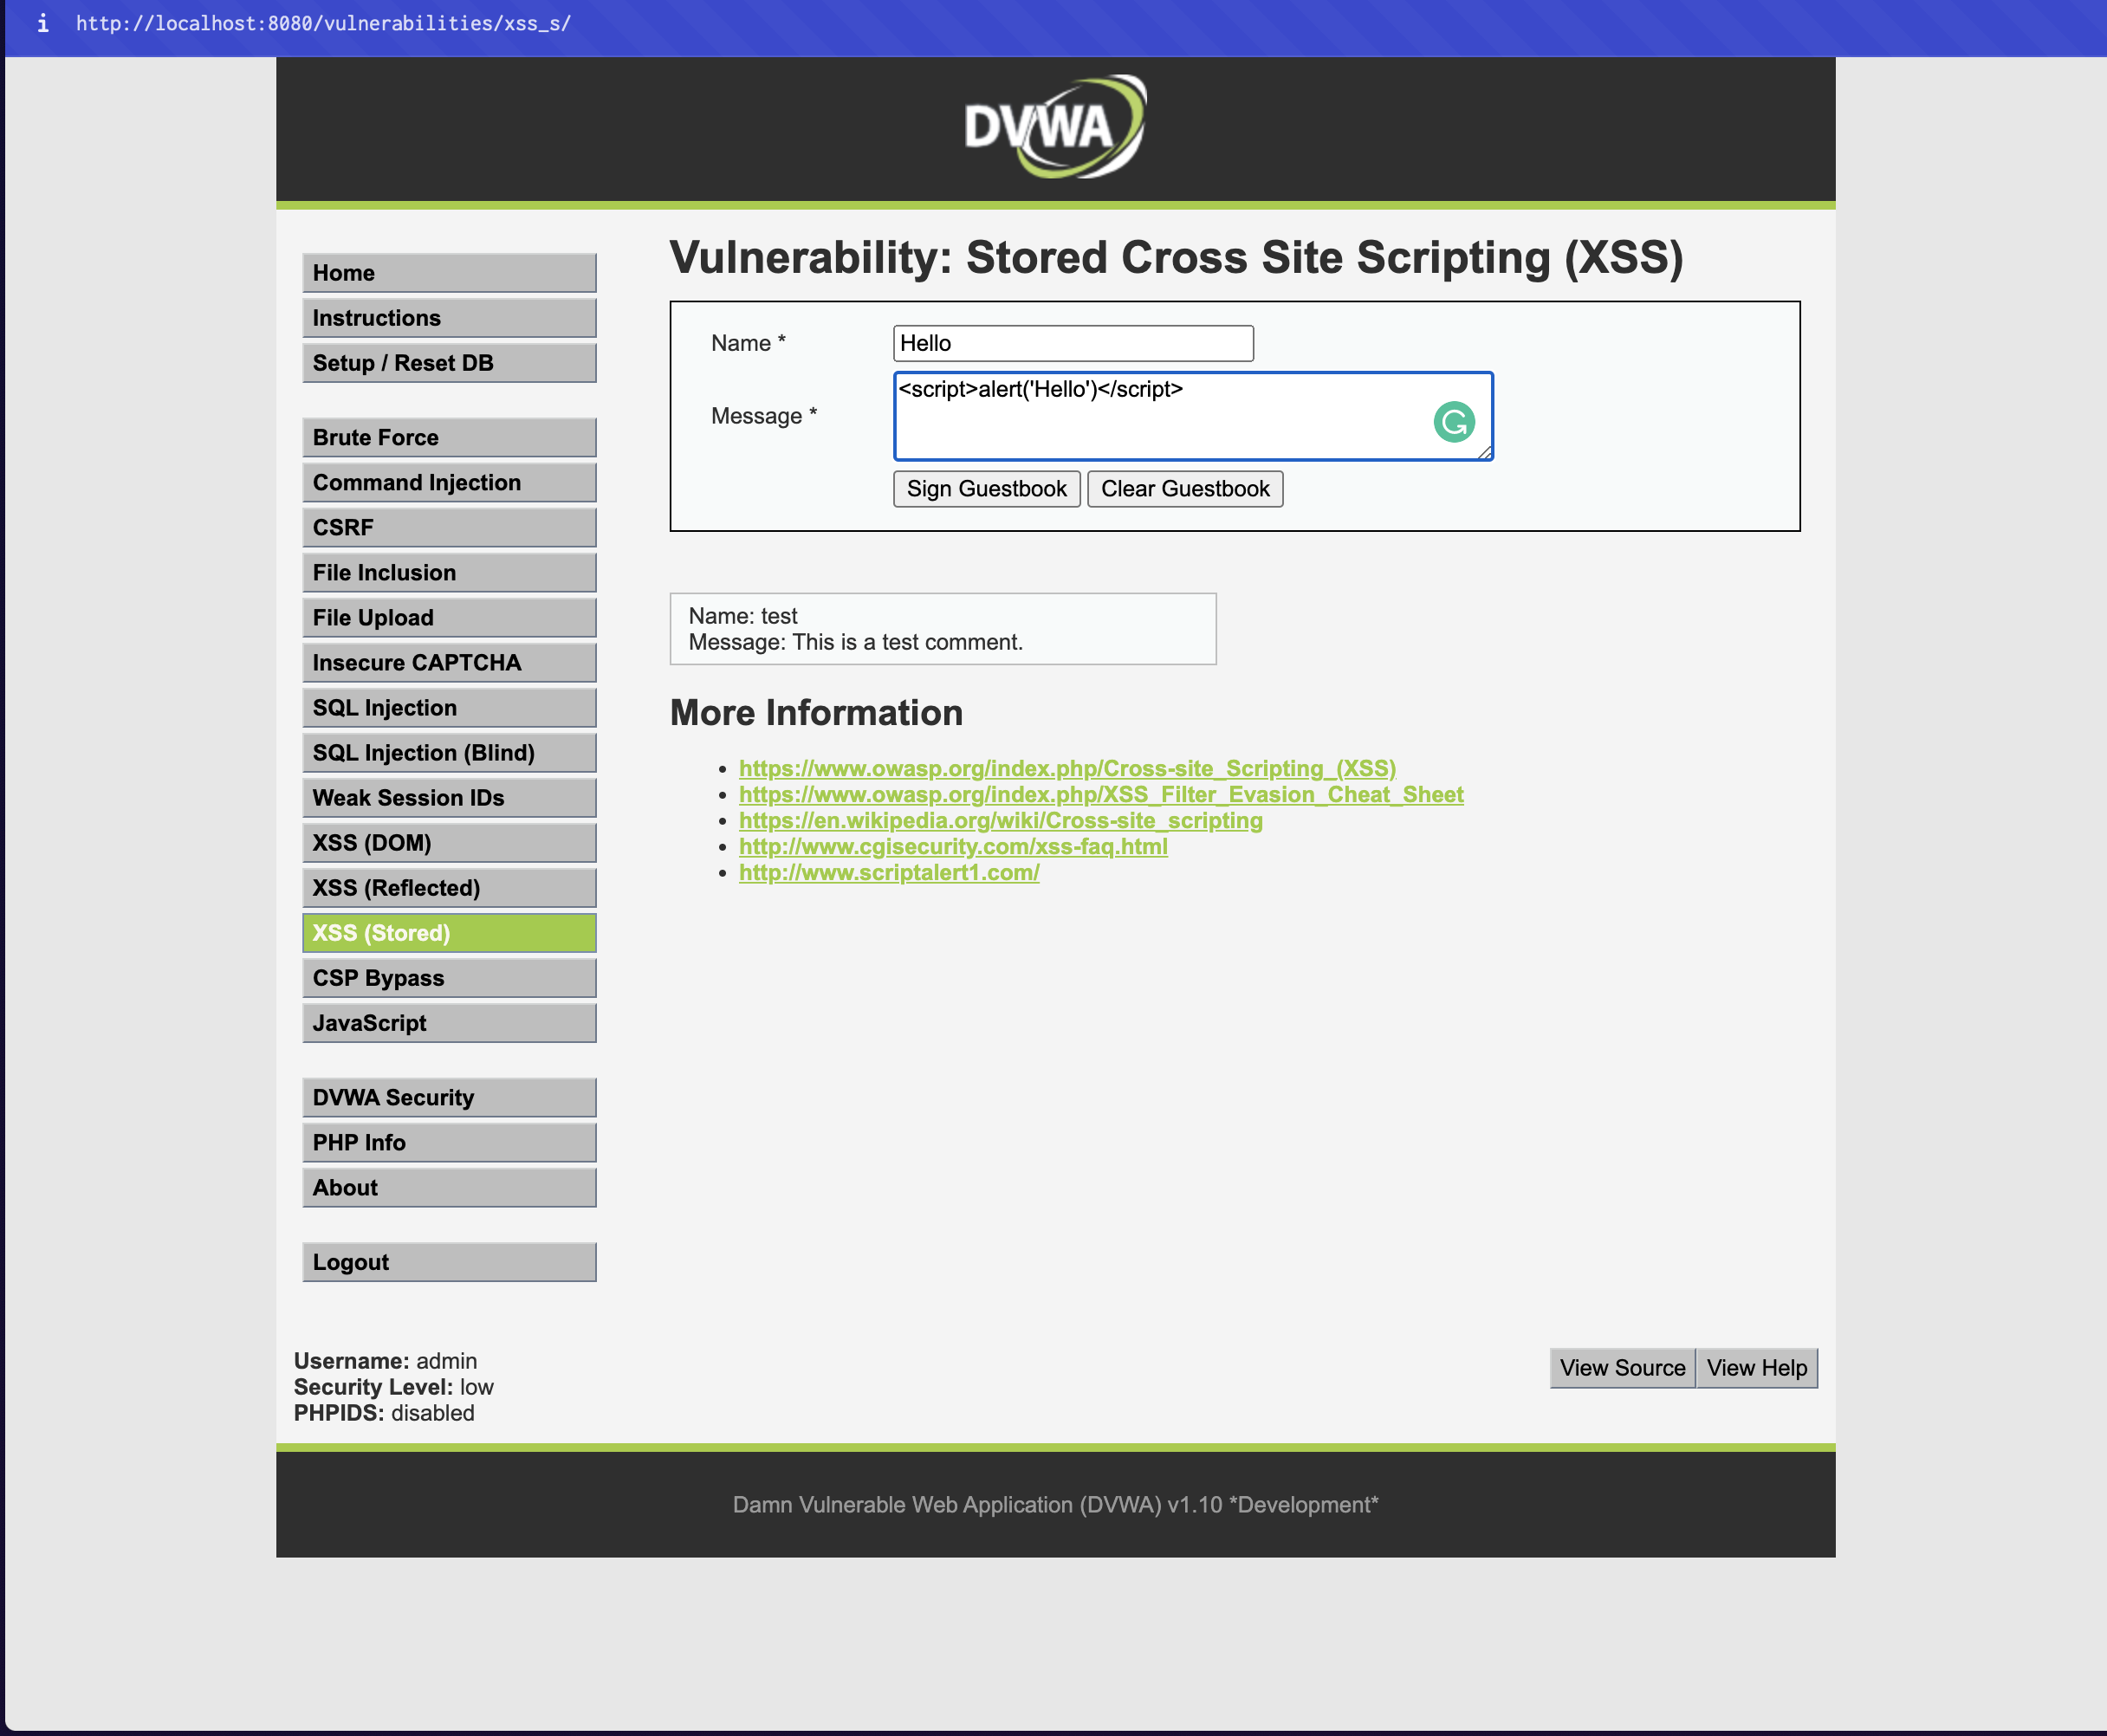 i http://localhost:8080/vulnerabilities/xss_s/
DVWA
Home
Instructions
Setup / Reset DB
Brute Force
Command Injection
CSRF
File Inclusion
File Upload
Insecure CAPTCHA
SQL Injection
SQL Injection (Blind)
Weak Session IDs
XSS (DOM)
XSS (Reflected)
XSS (Stored)
CSP Bypass
JavaScript
DVWA Security
PHP Info
About
Logout
Vulnerability: Stored Cross Site Scripting (XSS)
Name * Hello
Message * <script>alert('Hello')</script>
Sign Guestbook Clear Guestbook
Name: test
Message: This is a test comment.
More Information
https://www.owasp.org/index.php/Cross-site_Scripting_(XSS)
https://www.owasp.org/index.php/XSS_Filter_Evasion_Cheat_Sheet
https://en.wikipedia.org/wiki/Cross-site_scripting
http://www.cgisecurity.com/xss-faq.html
http://www.scriptalert1.com/
Username: admin
Security Level: low
PHPIDS: disabled
View Source View Help
Damn Vulnerable Web Application (DVWA) v1.10 *Development*